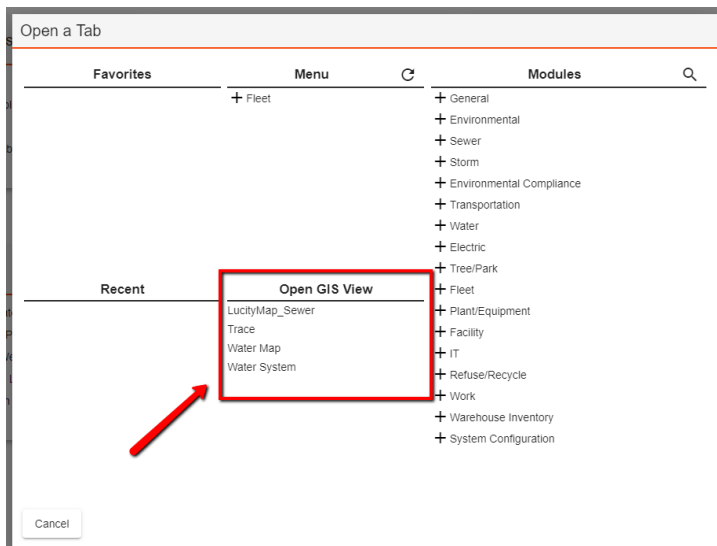 Open a Tab
Favorites
Menu
Modules
Fleet
General
Environmental
Sewer
Storm
Environmental Compliance
Transportation
Water
Electric
Tree/Park
Fleet
Plant/Equipment
Facility
IT
Refuse/Recycle
Work
Warehouse Inventory
System Configuration
Recent
Open GIS View
LucityMap_Sewer
Trace
Water Map
Water System
Cancel